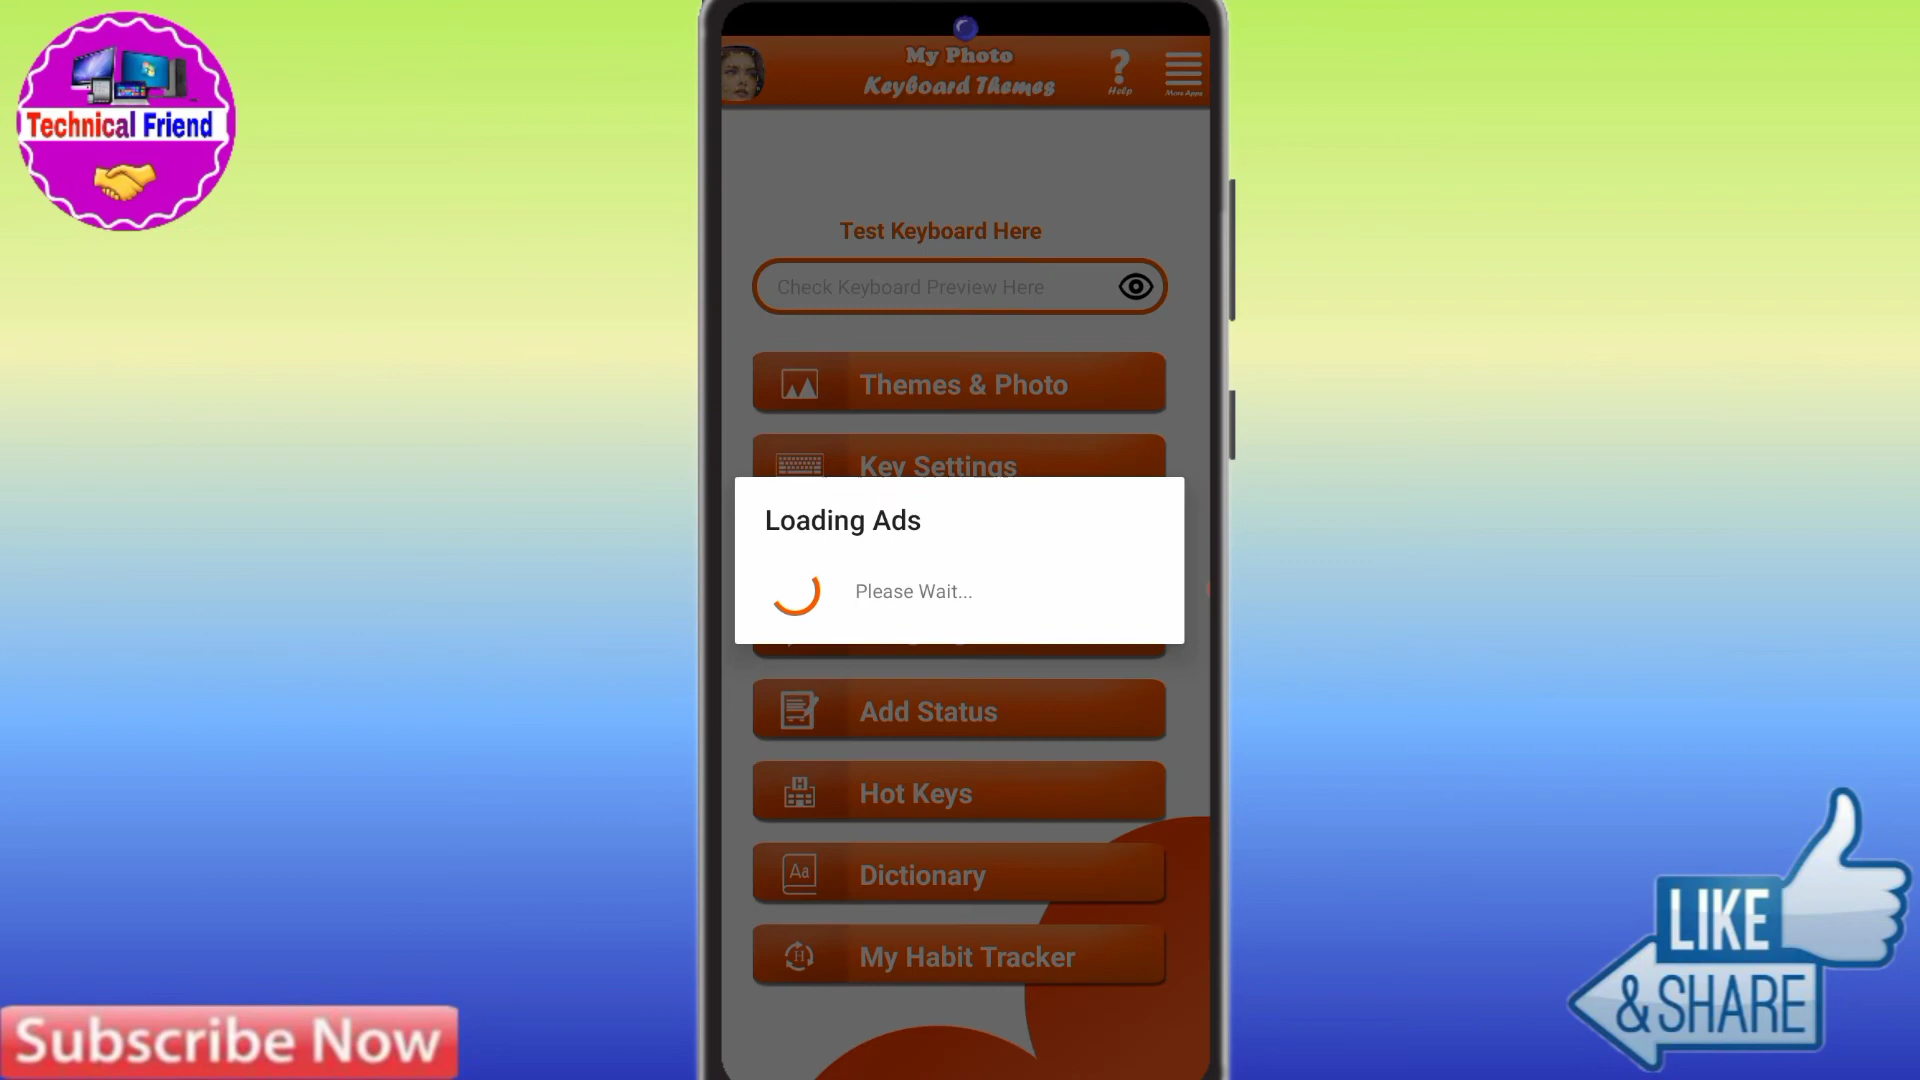 Technical Friend
My Photo
Keyboard Themes
Help
More Apps
Test Keyboard Here
Check Keyboard Preview Here
Themes & Photo
Key Settings
Loading Ads
Please Wait...
Add Status
Hot Keys
Aa
Dictionary
H
My Habit Tracker
LIKE
& SHARE
Subscribe Now